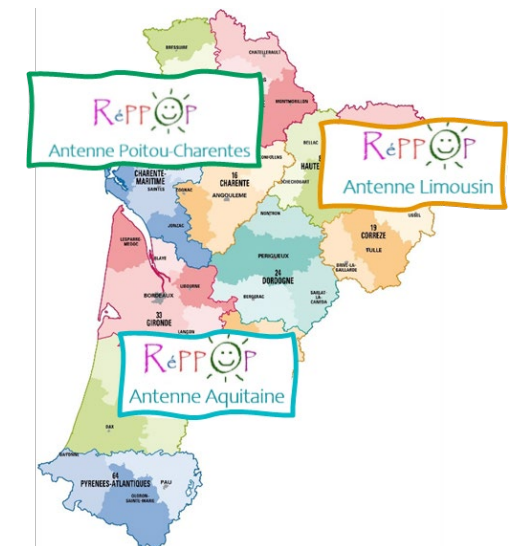 BRESSUIRE
CHATELLERAULT
MONTMORILLON
RéPPOP
Antenne Poitou-Charentes
RéPPOP
Antenne Limousin
BELLAC
HAUTE
CONFOLENS
ROCHECHOUART
CHARENTE-
MARITIME
SAINTES
COGNAC
16
CHARENTE
ANGOULEME
JONZAC
NONTRON
USSEL
19
CORREZE
TULLE
BRIVE-LA-
GAILLARDE
LESPARRE-
MEDOC
BLAYE
PERIGUEUX
24
DORDOGNE
LIBOURNE
BORDEAUX
BERGERAC
SARLAT-
LA-
CANEDA
33
GIRONDE
LANGON
RéPPOP
Antenne Aquitaine
DAX
BAYONNE
64
PYRENEES-ATLANTIQUES
PAU
OLORON-
SAINTE-MARIE